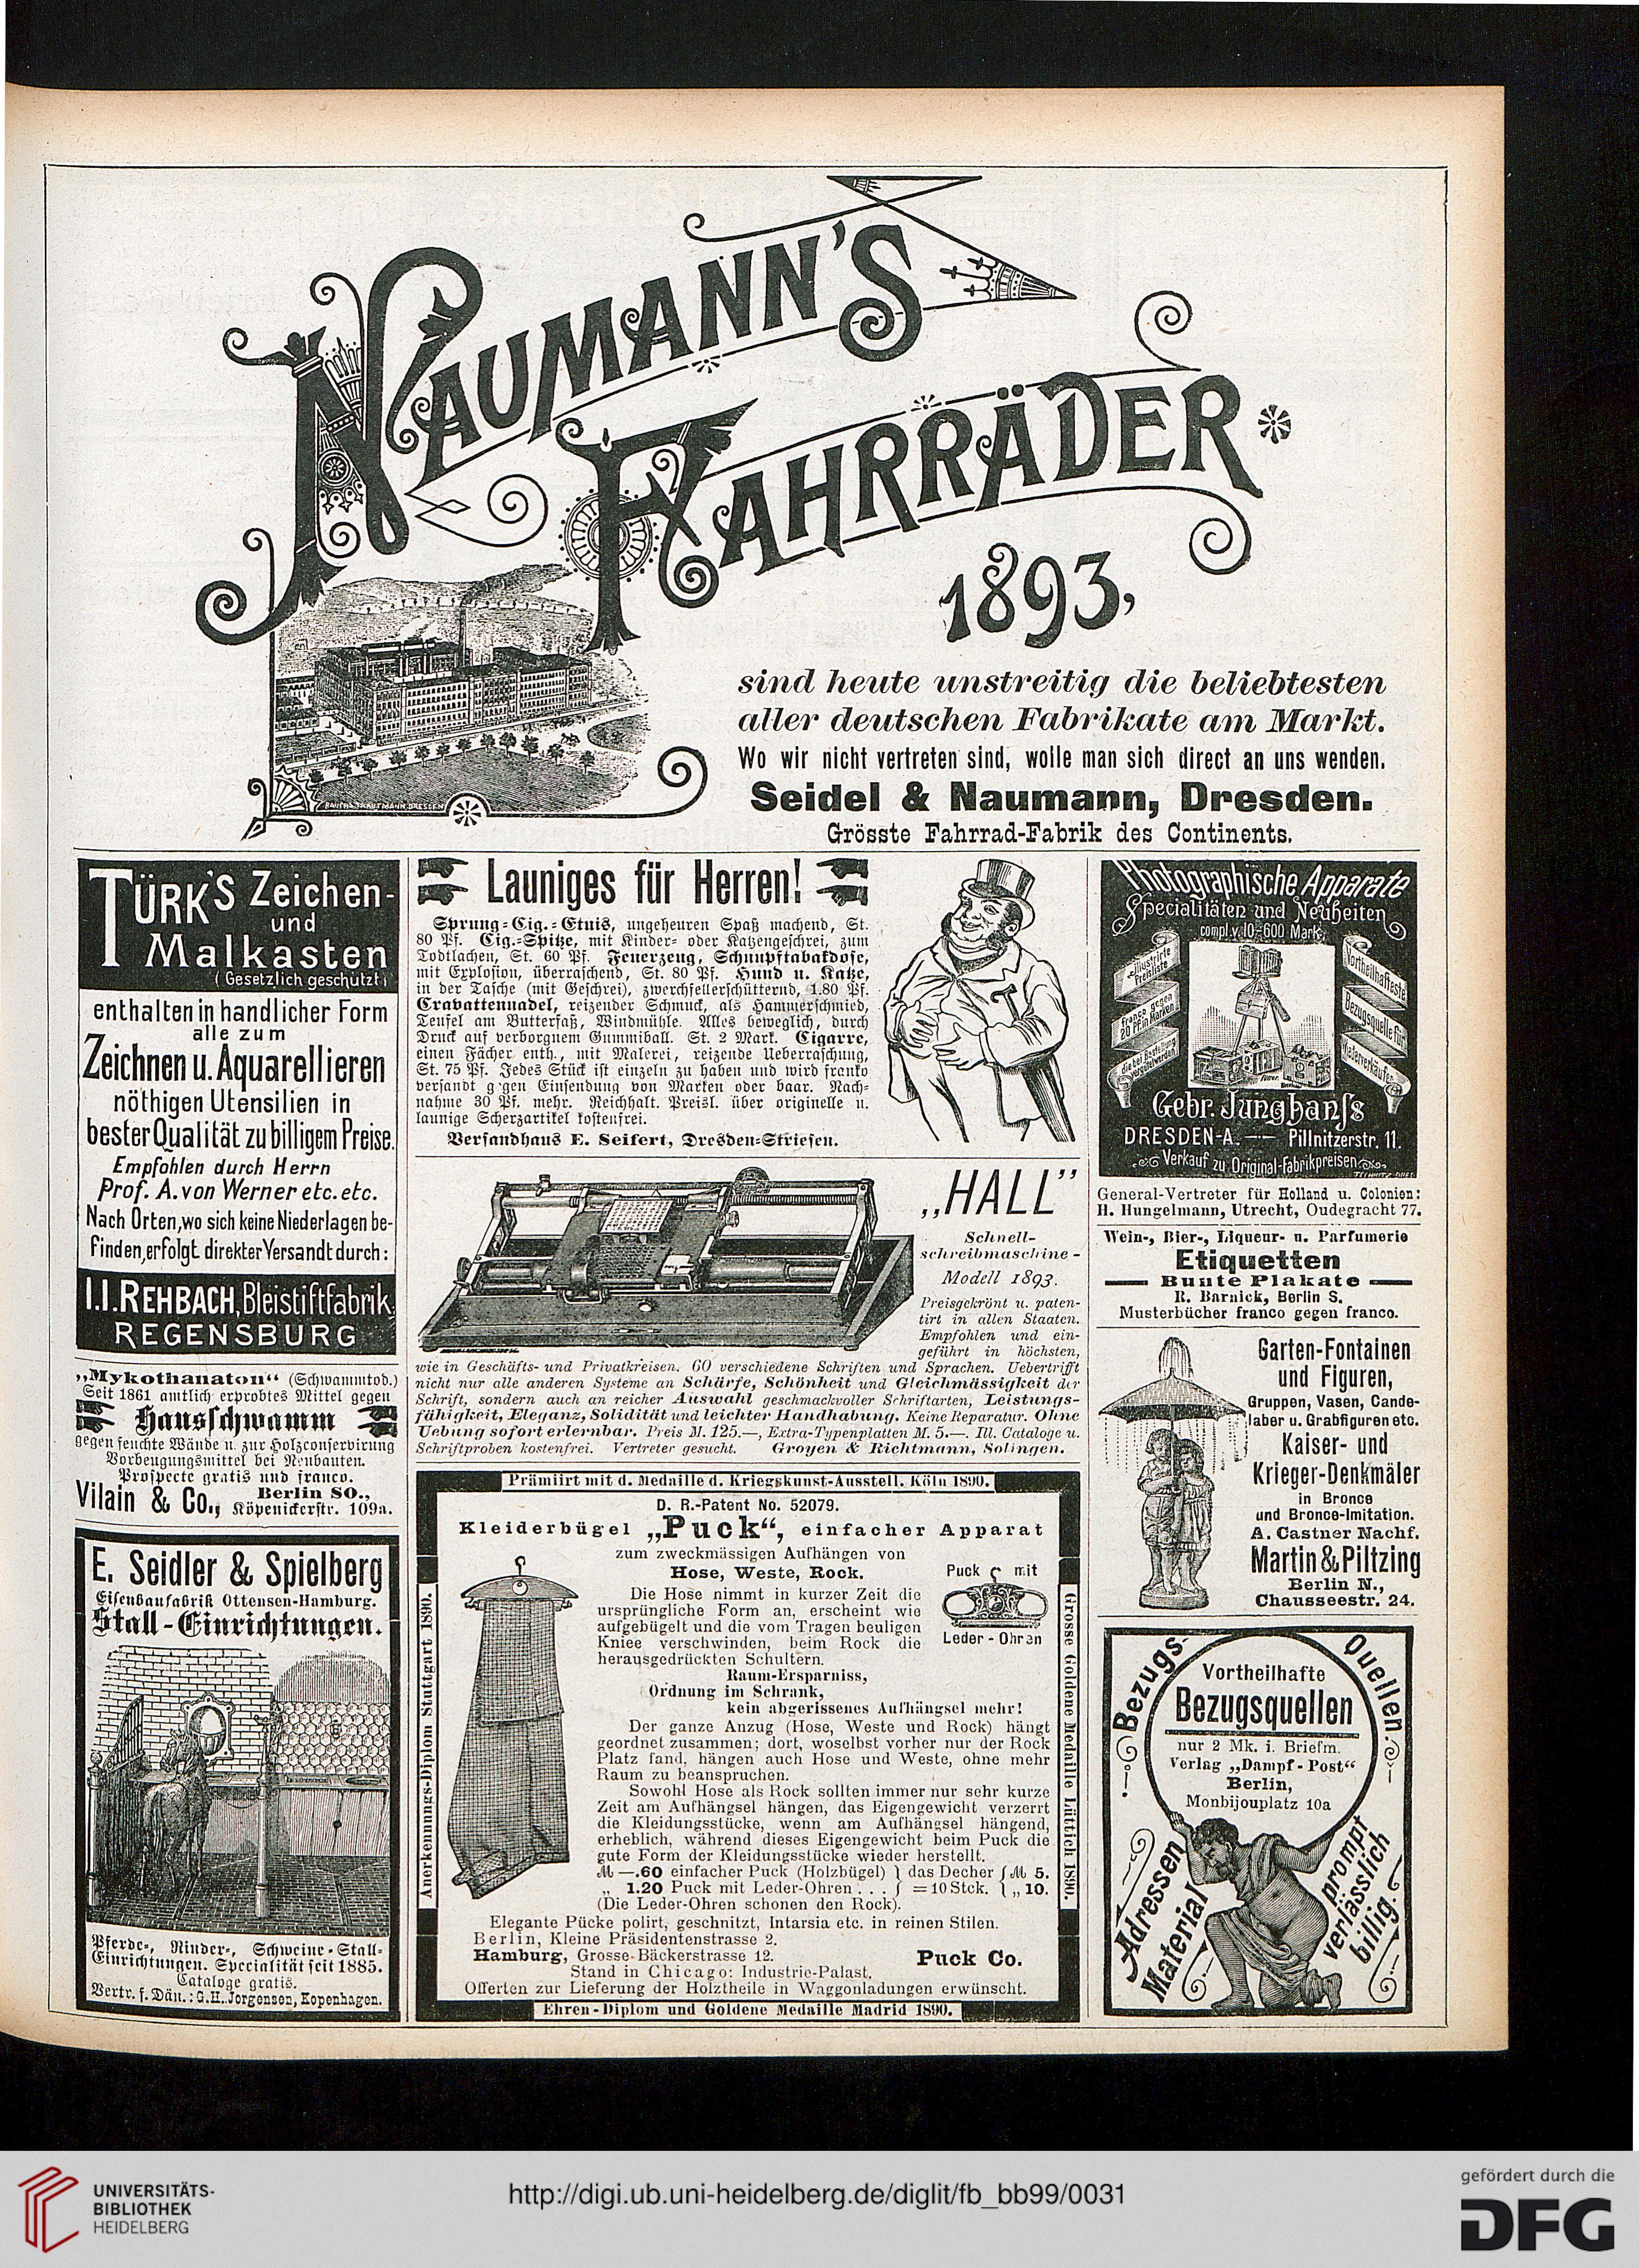 NAUMANN'S
FAHRRÄDER
1893,
sind heute unstreitig die beliebtesten
aller deutschen Fabrikate am Markt.
Wo wir nicht vertreten sind, wolle man sich direct an uns wenden.
Seidel & Naumann, Dresden.
Grösste Fahrrad-Fabrik des Continents.
TÜRK'S Zeichen-
und
Malkasten
(Gesetzlich geschützt)
enthalten in handlicher Form
alle zum
Zeichnen u. Aquarellieren
nöthigen Utensilien in
bester Qualität zu billigem Preise.
Empfohlen durch Herrn
Prof. A. von Werner etc. etc.
Nach Orten, wo sich keine Niederlagen be-
finden, erfolgt direkter Versandt durch:
I. I. REHBACH, Bleistiftfabrik,
REGENSBURG
„Mykothanaton“ (Schwammtod.)
Seit 1861 amtlich erprobtes Mittel gegen
Hausschwamm
gegen feuchte Wände u. zur Holzconservirung
Vorbeugungsmittel bei Neubauten.
Prospecte gratis und franco.
Vilain & Co., Berlin SO.,
Köpenickerstr. 109a.
E. Seidler & Spielberg
Eisenbaufabrik Ottensen-Hamburg.
Stall-Einrichtungen.
Pferde-, Rinder-, Schweine-Stall-
Einrichtungen. Specialität seit 1885.
Cataloge gratis.
Vertr. f. Dän.: G. H. Jorgensen, Kopenhagen.
Launiges für Herren!
Sprung-Cig.-Etuis, ungeheuren Spaß machend, St.
80 Pf. Cig.-Spitze, mit Kinder- oder Katzengeschrei, zum
Todtlachen, St. 60 Pf. Feuerzeug, Schnupftabakdose,
mit Explosion, überraschend, St. 80 Pf. Hund u. Katze,
in der Tasche (mit Geschrei), zwerchfellerschütternd, 1.80 Pf.
Cravattennadel, reizender Schmuck, als Hammerschmied,
Teufel am Butterfaß, Windmühle. Alles beweglich, durch
Druck auf verborgnem Gummiball. St. 2 Mark. Cigarre,
einen Fächer enth., mit Malerei, reizende Ueberraschung,
St. 75 Pf. Jedes Stück ist einzeln zu haben und wird franko
versandt g gen Einsendung von Marken oder baar. Nach-
nahme 30 Pf. mehr. Reichhalt. Preisl. über originelle u.
launige Scherzartikel kostenfrei.
Versandhaus E. Seifert, Dresden-Striesen.
„HALL”
Schnell-
schreibmaschine -
Modell 1893.
Preisgekrönt u. paten-
tirt in allen Staaten.
Empfohlen und ein-
geführt in höchsten,
wie in Geschäfts- und Privatkreisen. 60 verschiedene Schriften und Sprachen. Uebertrifft
nicht nur alle anderen Systeme an Schärfe, Schönheit und Gleichmässigkeit der
Schrift, sondern auch an reicher Auswahl geschmackvoller Schriftarten, Leistungs-
fähigkeit, Eleganz, Solidität und leichter Handhabung. Keine Reparatur. Ohne
Uebung sofort erlernbar. Preis M. 125.—, Extra-Typenplatten M. 5.—. Ill. Cataloge u.
Schriftproben kostenfrei. Vertreter gesucht. Groyen & Richtmann, Solingen.
Prämiirt mit d. Medaille d. Kriegskunst-Ausstell. Köln 1890.
D. R.-Patent No. 52079.
Kleiderbügel „Puck“, einfacher Apparat
zum zweckmässigen Aufhängen von
Hose, Weste, Rock.
Puck mit
Leder-Ohren
Die Hose nimmt in kurzer Zeit die
ursprüngliche Form an, erscheint wie
aufgebügelt und die vom Tragen beuligen
Kniee verschwinden, beim Rock die
herausgedrückten Schultern.
Raum-Ersparniss,
Ordnung im Schrank,
kein abgerissenes Aufhängsel mehr!
Der ganze Anzug (Hose, Weste und Rock) hängt
geordnet zusammen; dort, woselbst vorher nur der Rock
Platz fand, hängen auch Hose und Weste, ohne mehr
Raum zu beanspruchen.
Sowohl Hose als Rock sollten immer nur sehr kurze
Zeit am Aufhängsel hängen, das Eigengewicht verzerrt
die Kleidungsstücke, wenn am Aufhängsel hängend,
erheblich, während dieses Eigengewicht beim Puck die
gute Form der Kleidungsstücke wieder herstellt.
M —.60 einfacher Puck (Holzbügel) } das Decher { M 5.
„ 1.20 Puck mit Leder-Ohren . . . } = 10 Stck. { „ 10.
(Die Leder-Ohren schonen den Rock).
Elegante Pücke polirt, geschnitzt, Intarsia etc. in reinen Stilen.
Berlin, Kleine Präsidentenstrasse 2.
Hamburg, Grosse Bäckerstrasse 12. Puck Co.
Stand in Chicago: Industrie-Palast.
Offerten zur Lieferung der Holztheile in Waggonladungen erwünscht.
Ehren-Diplom und Goldene Medaille Madrid 1890.
Anerkennungs-Diplom Stuttgart 1890.
Grosse Goldene Medaille Lüttich 1890.
Photographische Apparate
Specialitäten und Neuheiten
compl. v. 10-600 Mark.
illustrirte
Preisliste
franco gegen
20 Pf. in Marken
die bei Bestellung
vergütet werden
Vortheilhafteste
Bezugsquelle für
Wiederverkäufer
Gebr. Junghanss
DRESDEN-A. — Pillnitzerstr. 11.
Verkauf zu Original-Fabrikpreisen
General-Vertreter für Holland u. Colonien:
H. Hungelmann, Utrecht, Oudegracht 77.
Wein-, Bier-, Liqueur- u. Parfumerie
Etiquetten
Bunte Plakate
R. Barnick, Berlin S.
Musterbücher franco gegen franco.
Garten-Fontainen
und Figuren,
Gruppen, Vasen, Cande-
laber u. Grabfiguren etc.
Kaiser- und
Krieger-Denkmäler
in Bronce
und Bronce-Imitation.
A. Castner Nachf.
Martin & Piltzing
Berlin N.,
Chausseestr. 24.
Bezugs-
Quellen.
Vortheilhafte
Bezugsquellen
nur 2 Mk. i. Briefm.
Verlag „Dampf-Post“
Berlin,
Monbijouplatz 10a
Adressen
Material
prompt
verlässlich
billig.
UNIVERSITÄTS-
BIBLIOTHEK
HEIDELBERG
http://digi.ub.uni-heidelberg.de/diglit/fb_bb99/0031
gefördert durch die
DFG